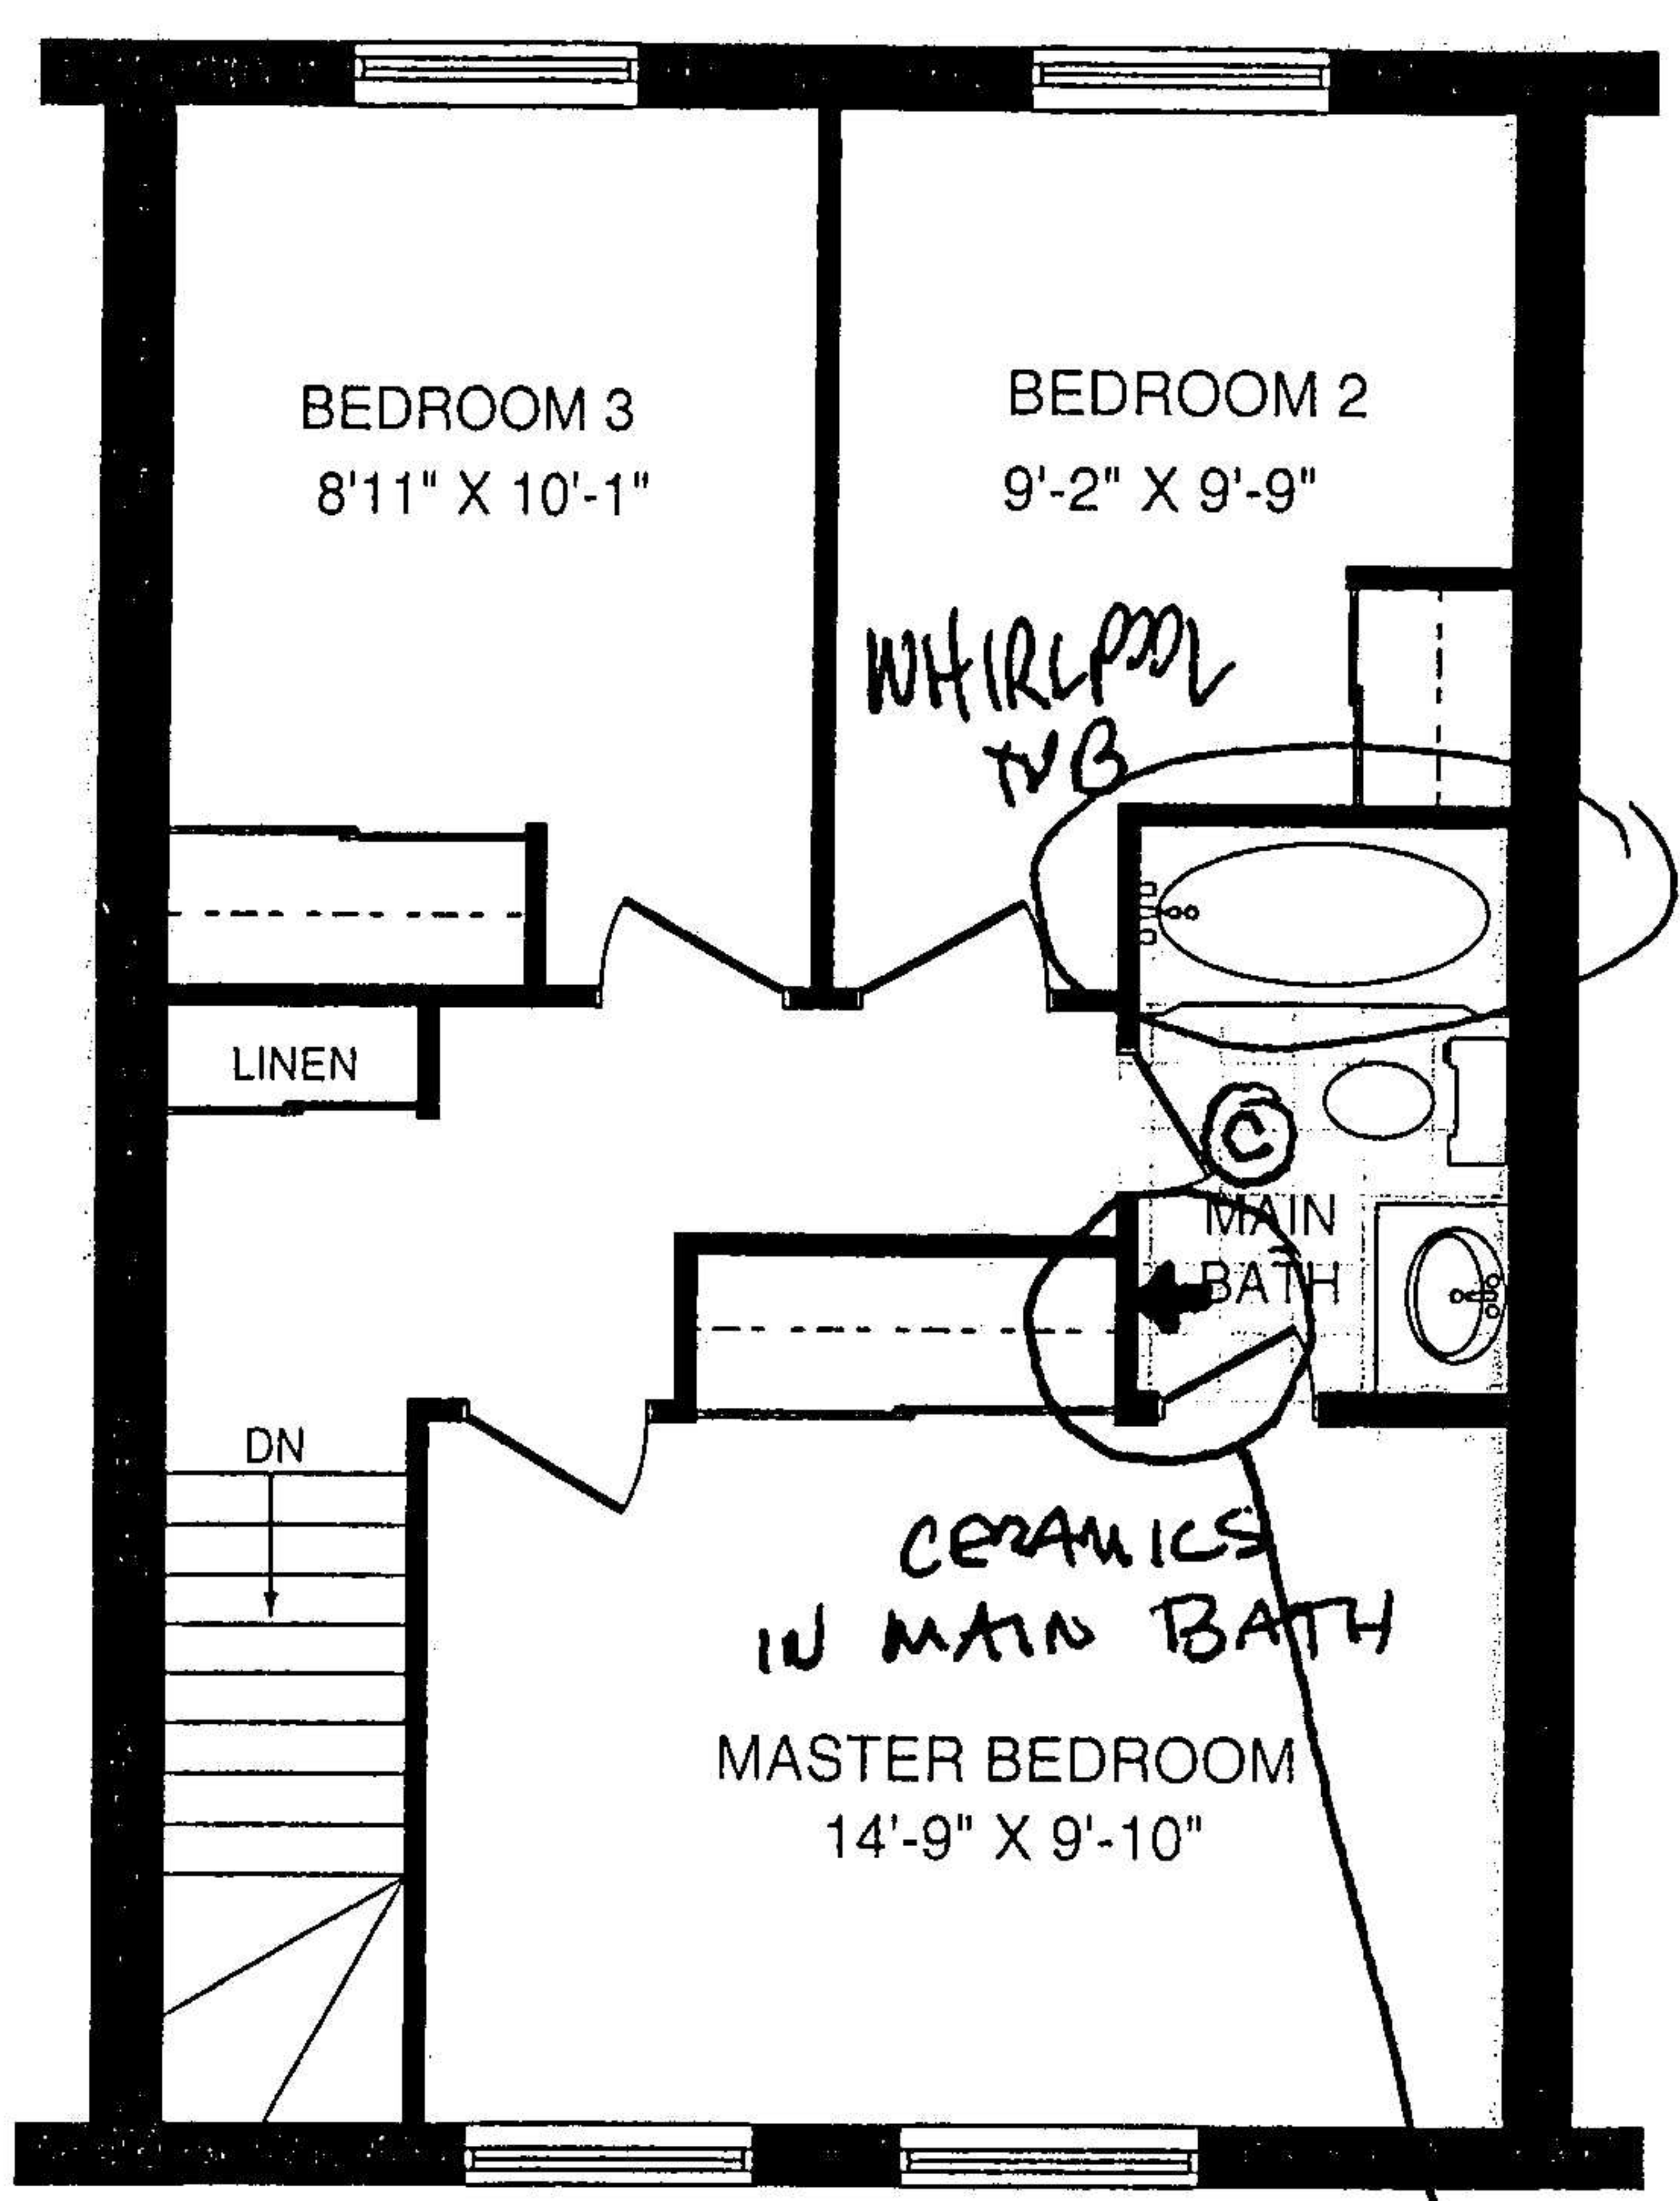 BEDROOM 3
8'11" X 10'-1"
BEDROOM 2
9'-2" X 9'-9"
WHIRLPOOL
TUB
LINEN
C
MAIN
BATH
DN
CERAMICS
IN MAIN BATH
MASTER BEDROOM
14'-9" X 9'-10"